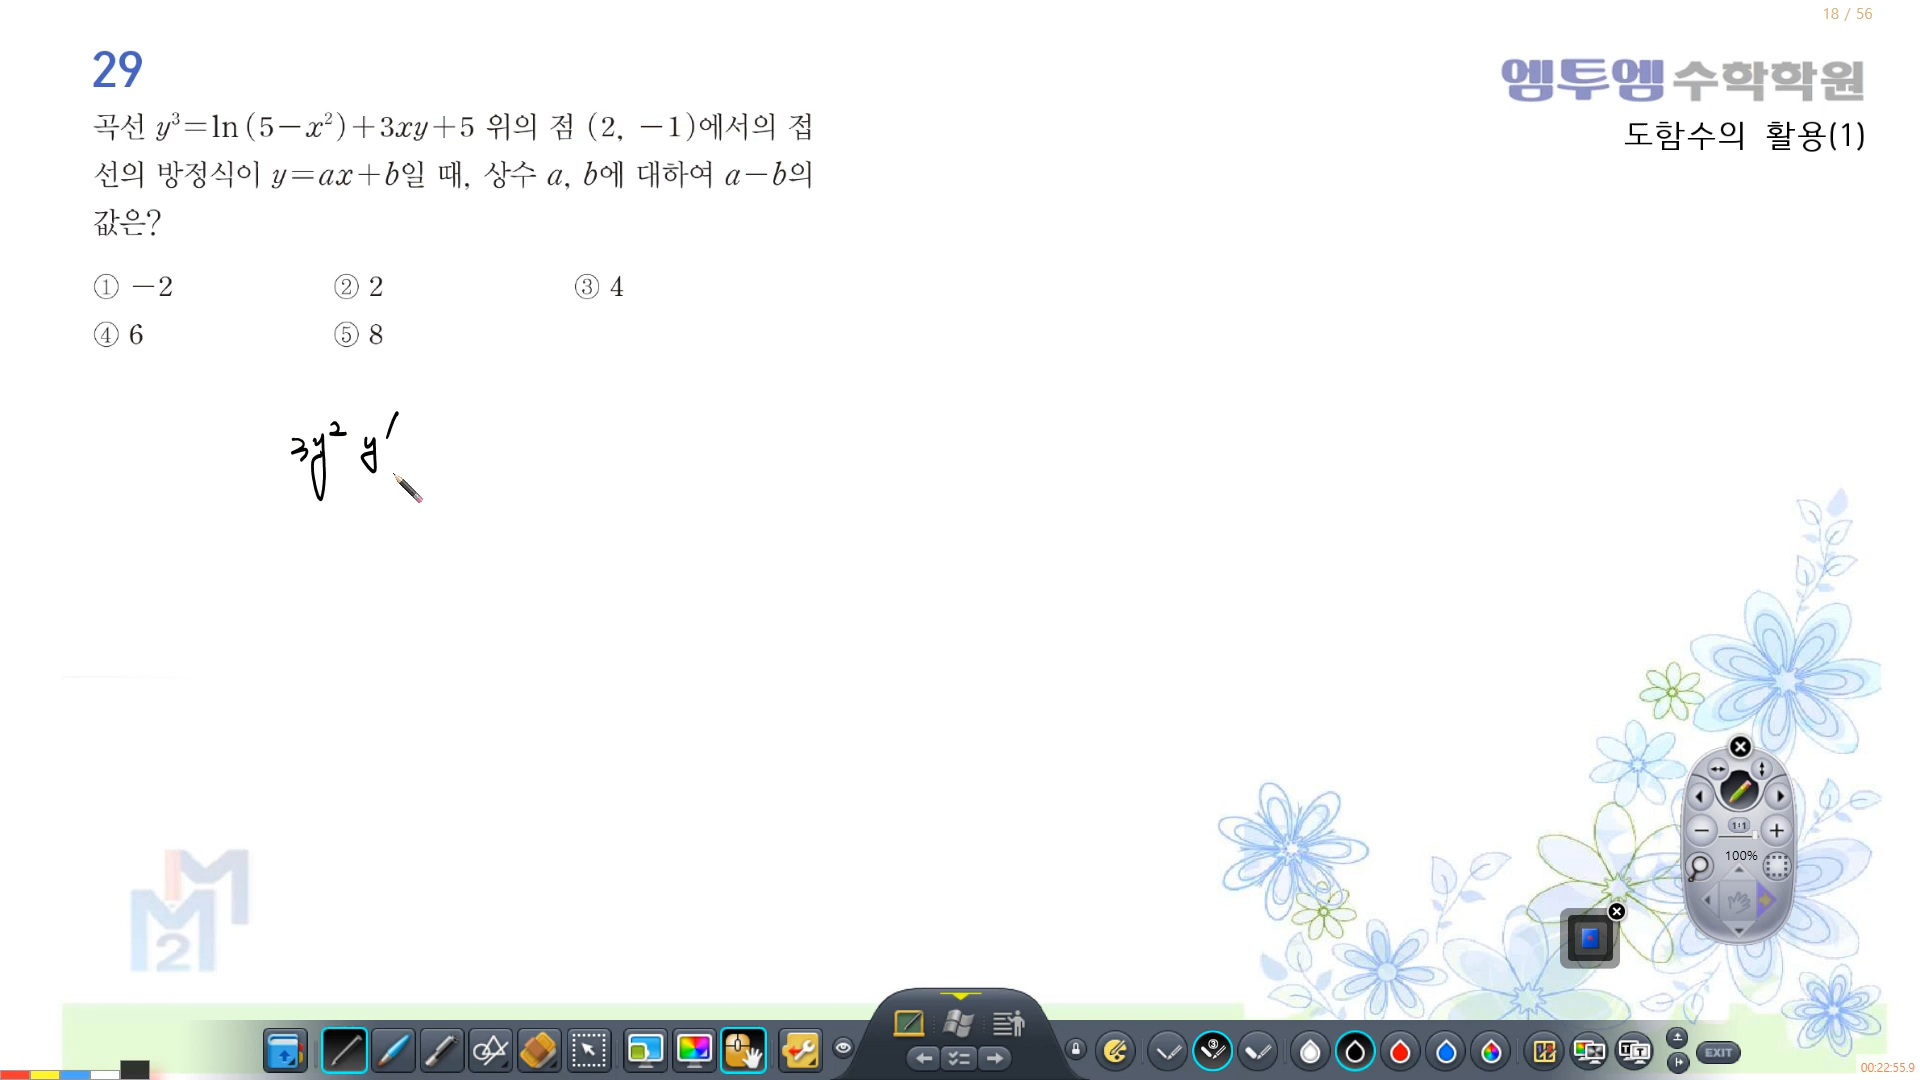 18 / 56
29
엠투엠수학학원
도함수의 활용(1)
곡선 y³=ln(5−x²)+3xy+5 위의 점 (2, −1)에서의 접
선의 방정식이 y=ax+b일 때, 상수 a, b에 대하여 a−b의
값은?
① −2 ② 2 ③ 4
④ 6 ⑤ 8
3y² y′
1:1
100%
M M 2
EXIT
00:22:55.9